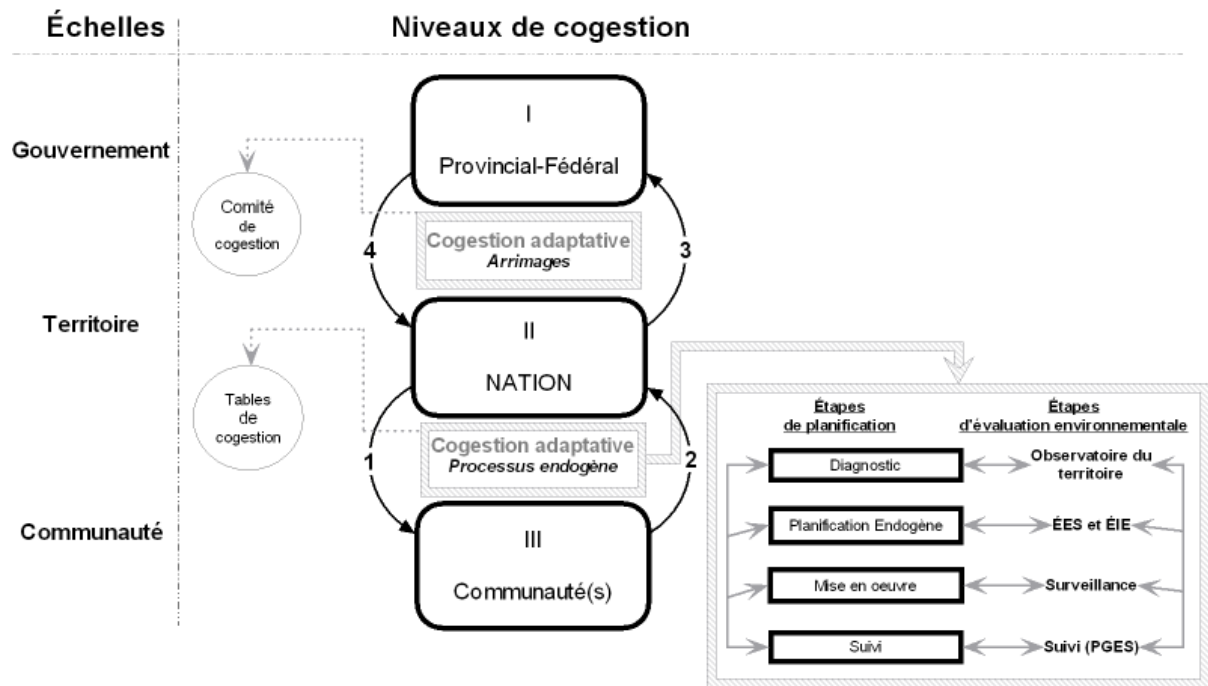 Échelles
Niveaux de cogestion
Gouvernement
I
Provincial-Fédéral
Comité
de
cogestion
Cogestion adaptative
Arrimages
4
3
Territoire
II
NATION
Tables
de
cogestion
Cogestion adaptative
Processus endogène
1
2
Communauté
III
Communauté(s)
Étapes
de planification
Étapes
d'évaluation environnementale
Diagnostic
Observatoire du
territoire
Planification Endogène
ÉES et ÉIE
Mise en oeuvre
Surveillance
Suivi
Suivi (PGES)